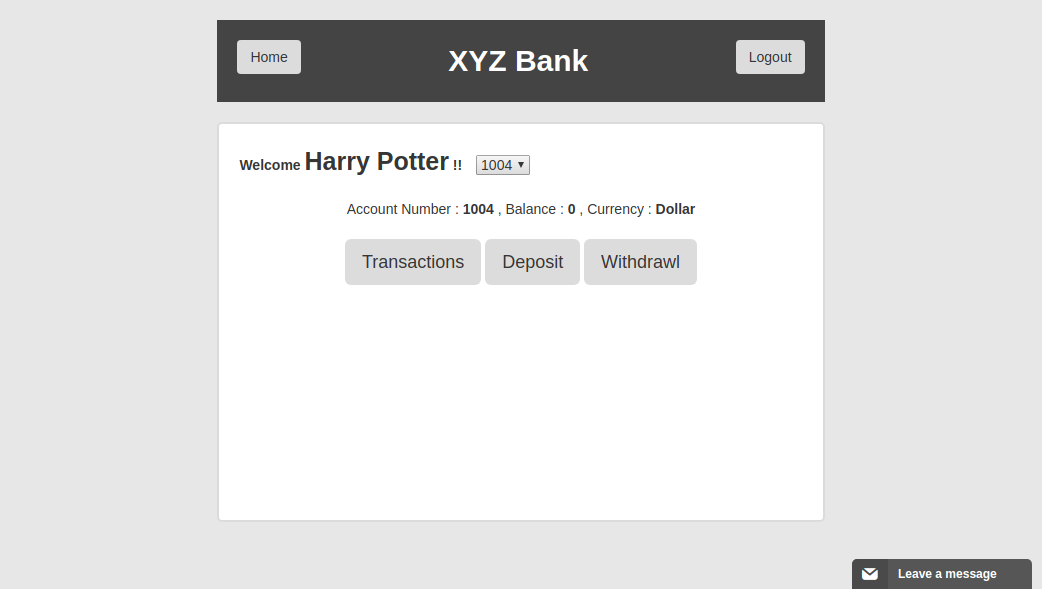 Home XYZ Bank Logout
Welcome Harry Potter !! 1004
Account Number : 1004 , Balance : 0 , Currency : Dollar
Transactions Deposit Withdrawl
Leave a message